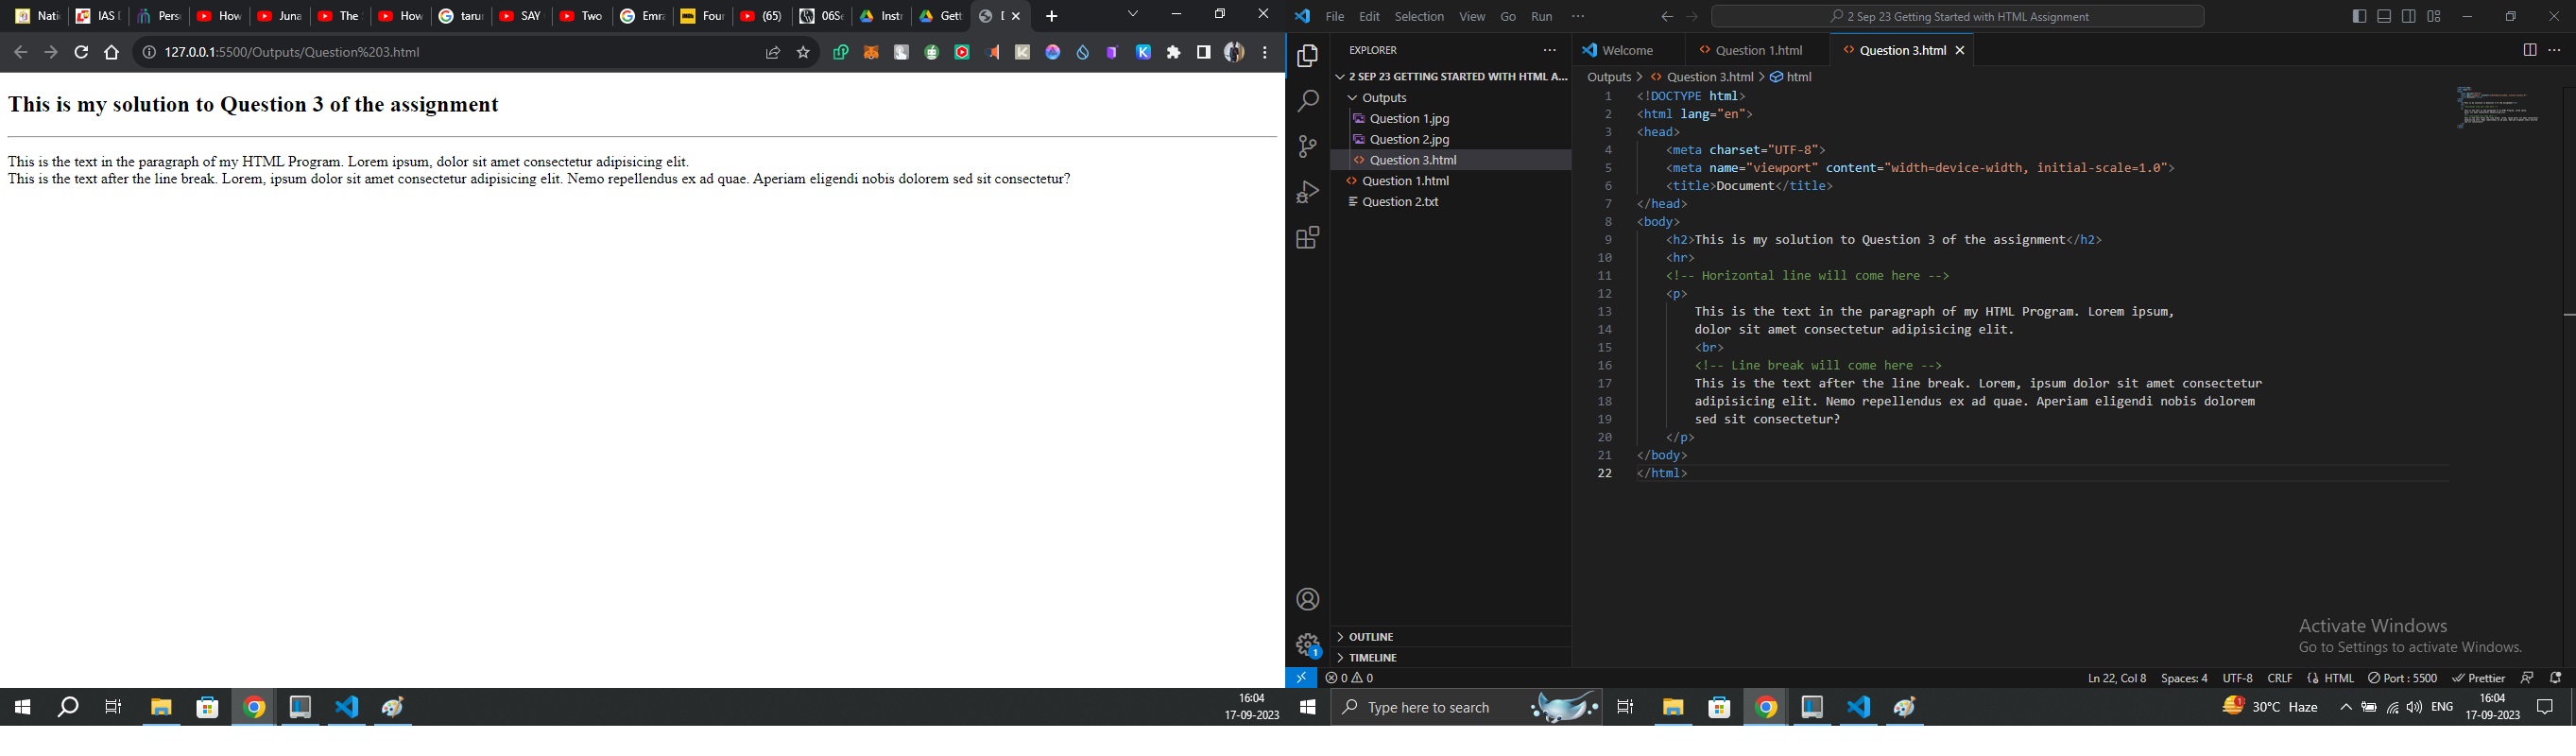 Nati
IAS D
Pers
How
Juna
The
How
taru
SAY
Two
Emra
Four
(65)
06Se
Instr
Gett
127.0.0.1:5500/Outputs/Question%203.html
This is my solution to Question 3 of the assignment
This is the text in the paragraph of my HTML Program. Lorem ipsum, dolor sit amet consectetur adipisicing elit.
This is the text after the line break. Lorem, ipsum dolor sit amet consectetur adipisicing elit. Nemo repellendus ex ad quae. Aperiam eligendi nobis dolorem sed sit consectetur?
16:04
17-09-2023
File Edit Selection View Go Run ···
2 Sep 23 Getting Started with HTML Assignment
EXPLORER
2 SEP 23 GETTING STARTED WITH HTML A...
Outputs
Question 1.jpg
Question 2.jpg
Question 3.html
Question 1.html
Question 2.txt
OUTLINE
TIMELINE
Welcome
Question 1.html
Question 3.html
Outputs > Question 3.html > html
1 <!DOCTYPE html>
2 <html lang="en">
3 <head>
4 <meta charset="UTF-8">
5 <meta name="viewport" content="width=device-width, initial-scale=1.0">
6 <title>Document</title>
7 </head>
8 <body>
9 <h2>This is my solution to Question 3 of the assignment</h2>
10 <hr>
11 <!-- Horizontal line will come here -->
12 <p>
13 This is the text in the paragraph of my HTML Program. Lorem ipsum,
14 dolor sit amet consectetur adipisicing elit.
15 <br>
16 <!-- Line break will come here -->
17 This is the text after the line break. Lorem, ipsum dolor sit amet consectetur
18 adipisicing elit. Nemo repellendus ex ad quae. Aperiam eligendi nobis dolorem
19 sed sit consectetur?
20 </p>
21 </body>
22 </html>
Activate Windows
Go to Settings to activate Windows.
0 0
Ln 22, Col 8 Spaces: 4 UTF-8 CRLF HTML Port : 5500 Prettier
Type here to search
30°C Haze
ENG
16:04
17-09-2023